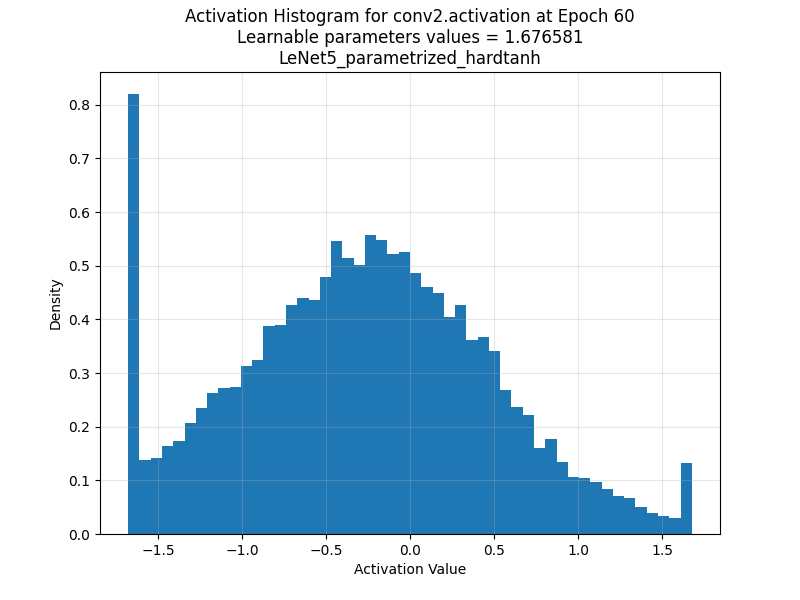 Activation Histogram for conv2.activation at Epoch 60
Learnable parameters values = 1.676581
LeNet5_parametrized_hardtanh
0.8
0.7
0.6
0.5
0.4
0.3
0.2
0.1
0.0
Density
−1.5 −1.0 −0.5 0.0 0.5 1.0 1.5
Activation Value